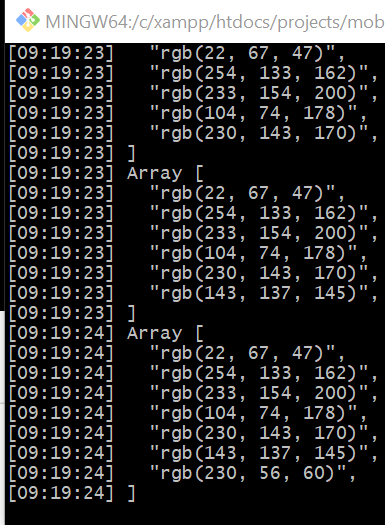 MINGW64:/c/xampp/htdocs/projects/mob
[09:19:23]   "rgb(22, 67, 47)",
[09:19:23]   "rgb(254, 133, 162)",
[09:19:23]   "rgb(233, 154, 200)",
[09:19:23]   "rgb(104, 74, 178)",
[09:19:23]   "rgb(230, 143, 170)",
[09:19:23] ]
[09:19:23] Array [
[09:19:23]   "rgb(22, 67, 47)",
[09:19:23]   "rgb(254, 133, 162)",
[09:19:23]   "rgb(233, 154, 200)",
[09:19:23]   "rgb(104, 74, 178)",
[09:19:23]   "rgb(230, 143, 170)",
[09:19:23]   "rgb(143, 137, 145)",
[09:19:23] ]
[09:19:24] Array [
[09:19:24]   "rgb(22, 67, 47)",
[09:19:24]   "rgb(254, 133, 162)",
[09:19:24]   "rgb(233, 154, 200)",
[09:19:24]   "rgb(104, 74, 178)",
[09:19:24]   "rgb(230, 143, 170)",
[09:19:24]   "rgb(143, 137, 145)",
[09:19:24]   "rgb(230, 56, 60)",
[09:19:24] ]